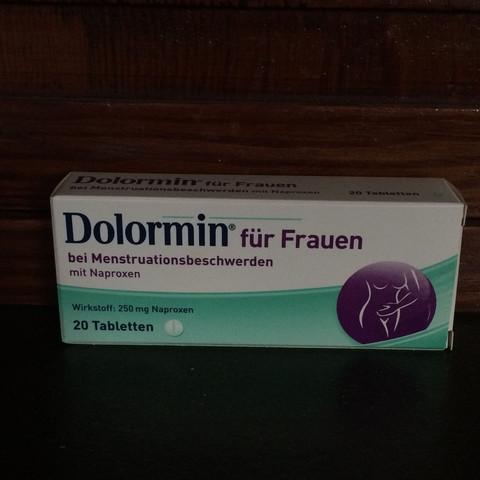 Dolormin® für Frauen
bei Menstruationsbeschwerden mit Naproxen
20 Tabletten
Dolormin® für Frauen
bei Menstruationsbeschwerden
mit Naproxen
Wirkstoff: 250 mg Naproxen
20 Tabletten